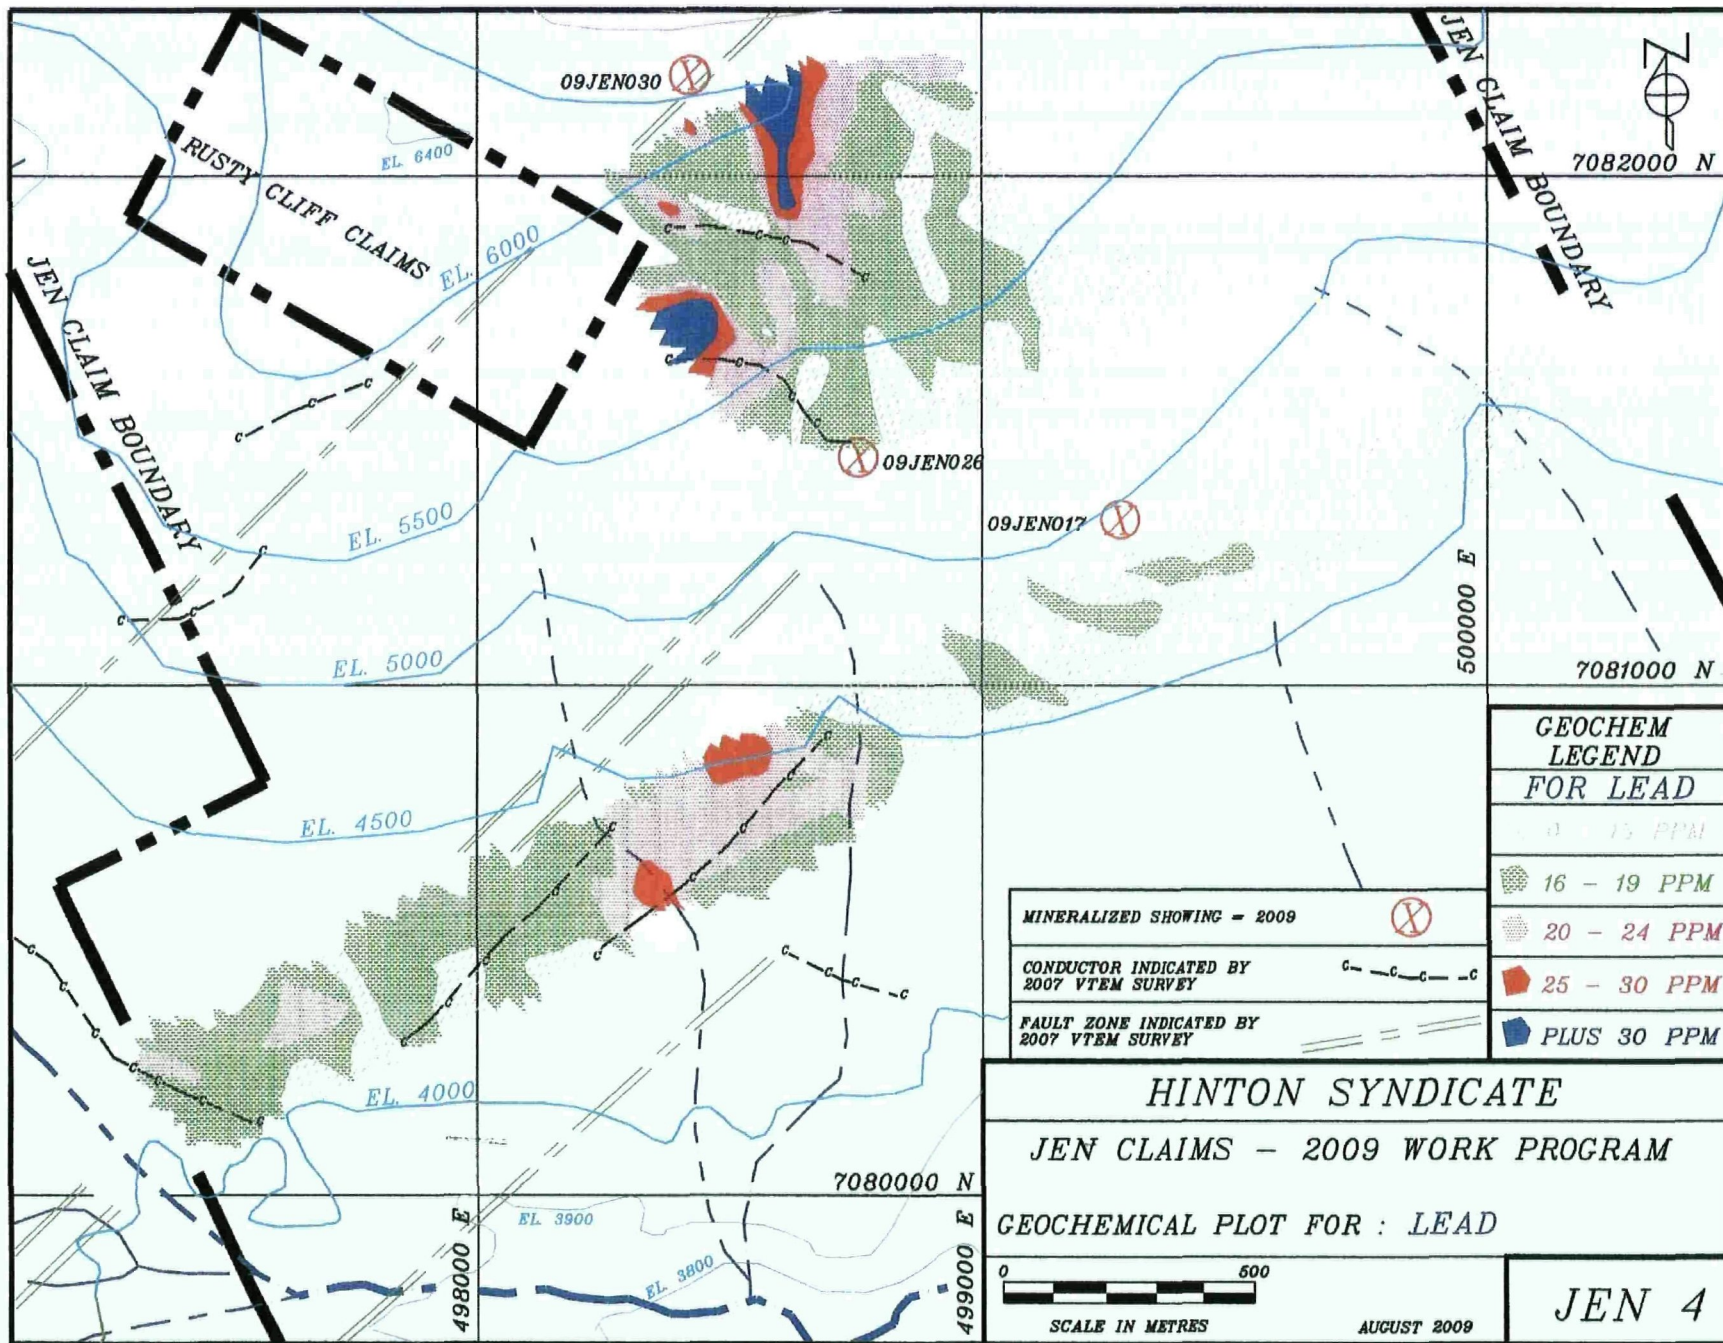 09JEN030
EL. 6400
RUSTY CLIFF CLAIMS
EL. 6000
JEN CLAIM BOUNDARY
N
7082000 N
JEN CLAIM BOUNDARY
09JEN026
EL. 5500
09JEN017
EL. 5000
500000 E
7081000 N
EL. 4500
EL. 4000
7080000 N
EL. 3900
EL. 3800
498000 E
499000 E
GEOCHEM
LEGEND
FOR LEAD
15 PPM
16 - 19 PPM
20 - 24 PPM
25 - 30 PPM
PLUS 30 PPM
MINERALIZED SHOWING = 2009
CONDUCTOR INDICATED BY
2007 VTEM SURVEY
FAULT ZONE INDICATED BY
2007 VTEM SURVEY
HINTON SYNDICATE
JEN CLAIMS - 2009 WORK PROGRAM
GEOCHEMICAL PLOT FOR : LEAD
0 600
SCALE IN METRES
AUGUST 2009
JEN 4